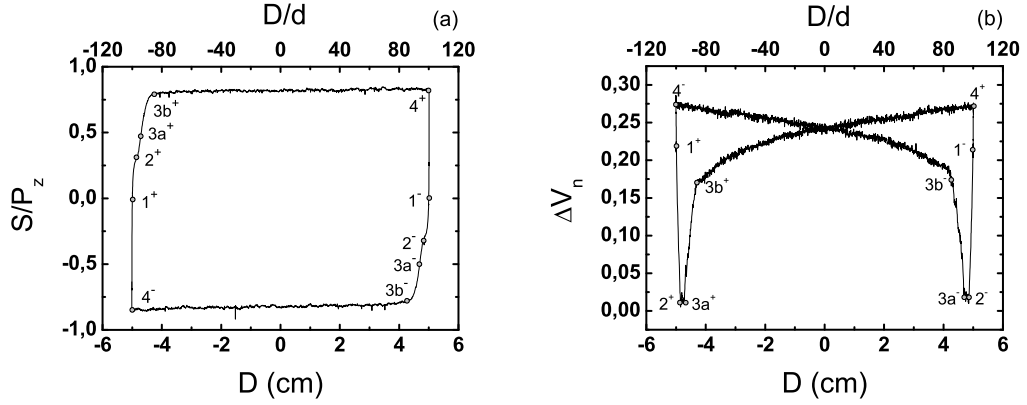 D/d
(a)
-120 -80 -40 0 40 80 120
1,0
0,5
0,0
-0,5
-1,0
S/P_z
3b⁺
3a⁺
2⁺
1⁺
4⁻
4⁺
1⁻
2⁻
3a⁻
3b⁻
-6 -4 -2 0 2 4 6
D (cm)
D/d
(b)
-120 -80 -40 0 40 80 120
0,30
0,25
0,20
0,15
0,10
0,05
0,00
ΔV_n
4⁻
1⁺
3b⁺
2⁺
3a⁺
4⁺
1⁻
3b⁻
3a⁻
2⁻
-6 -4 -2 0 2 4 6
D (cm)